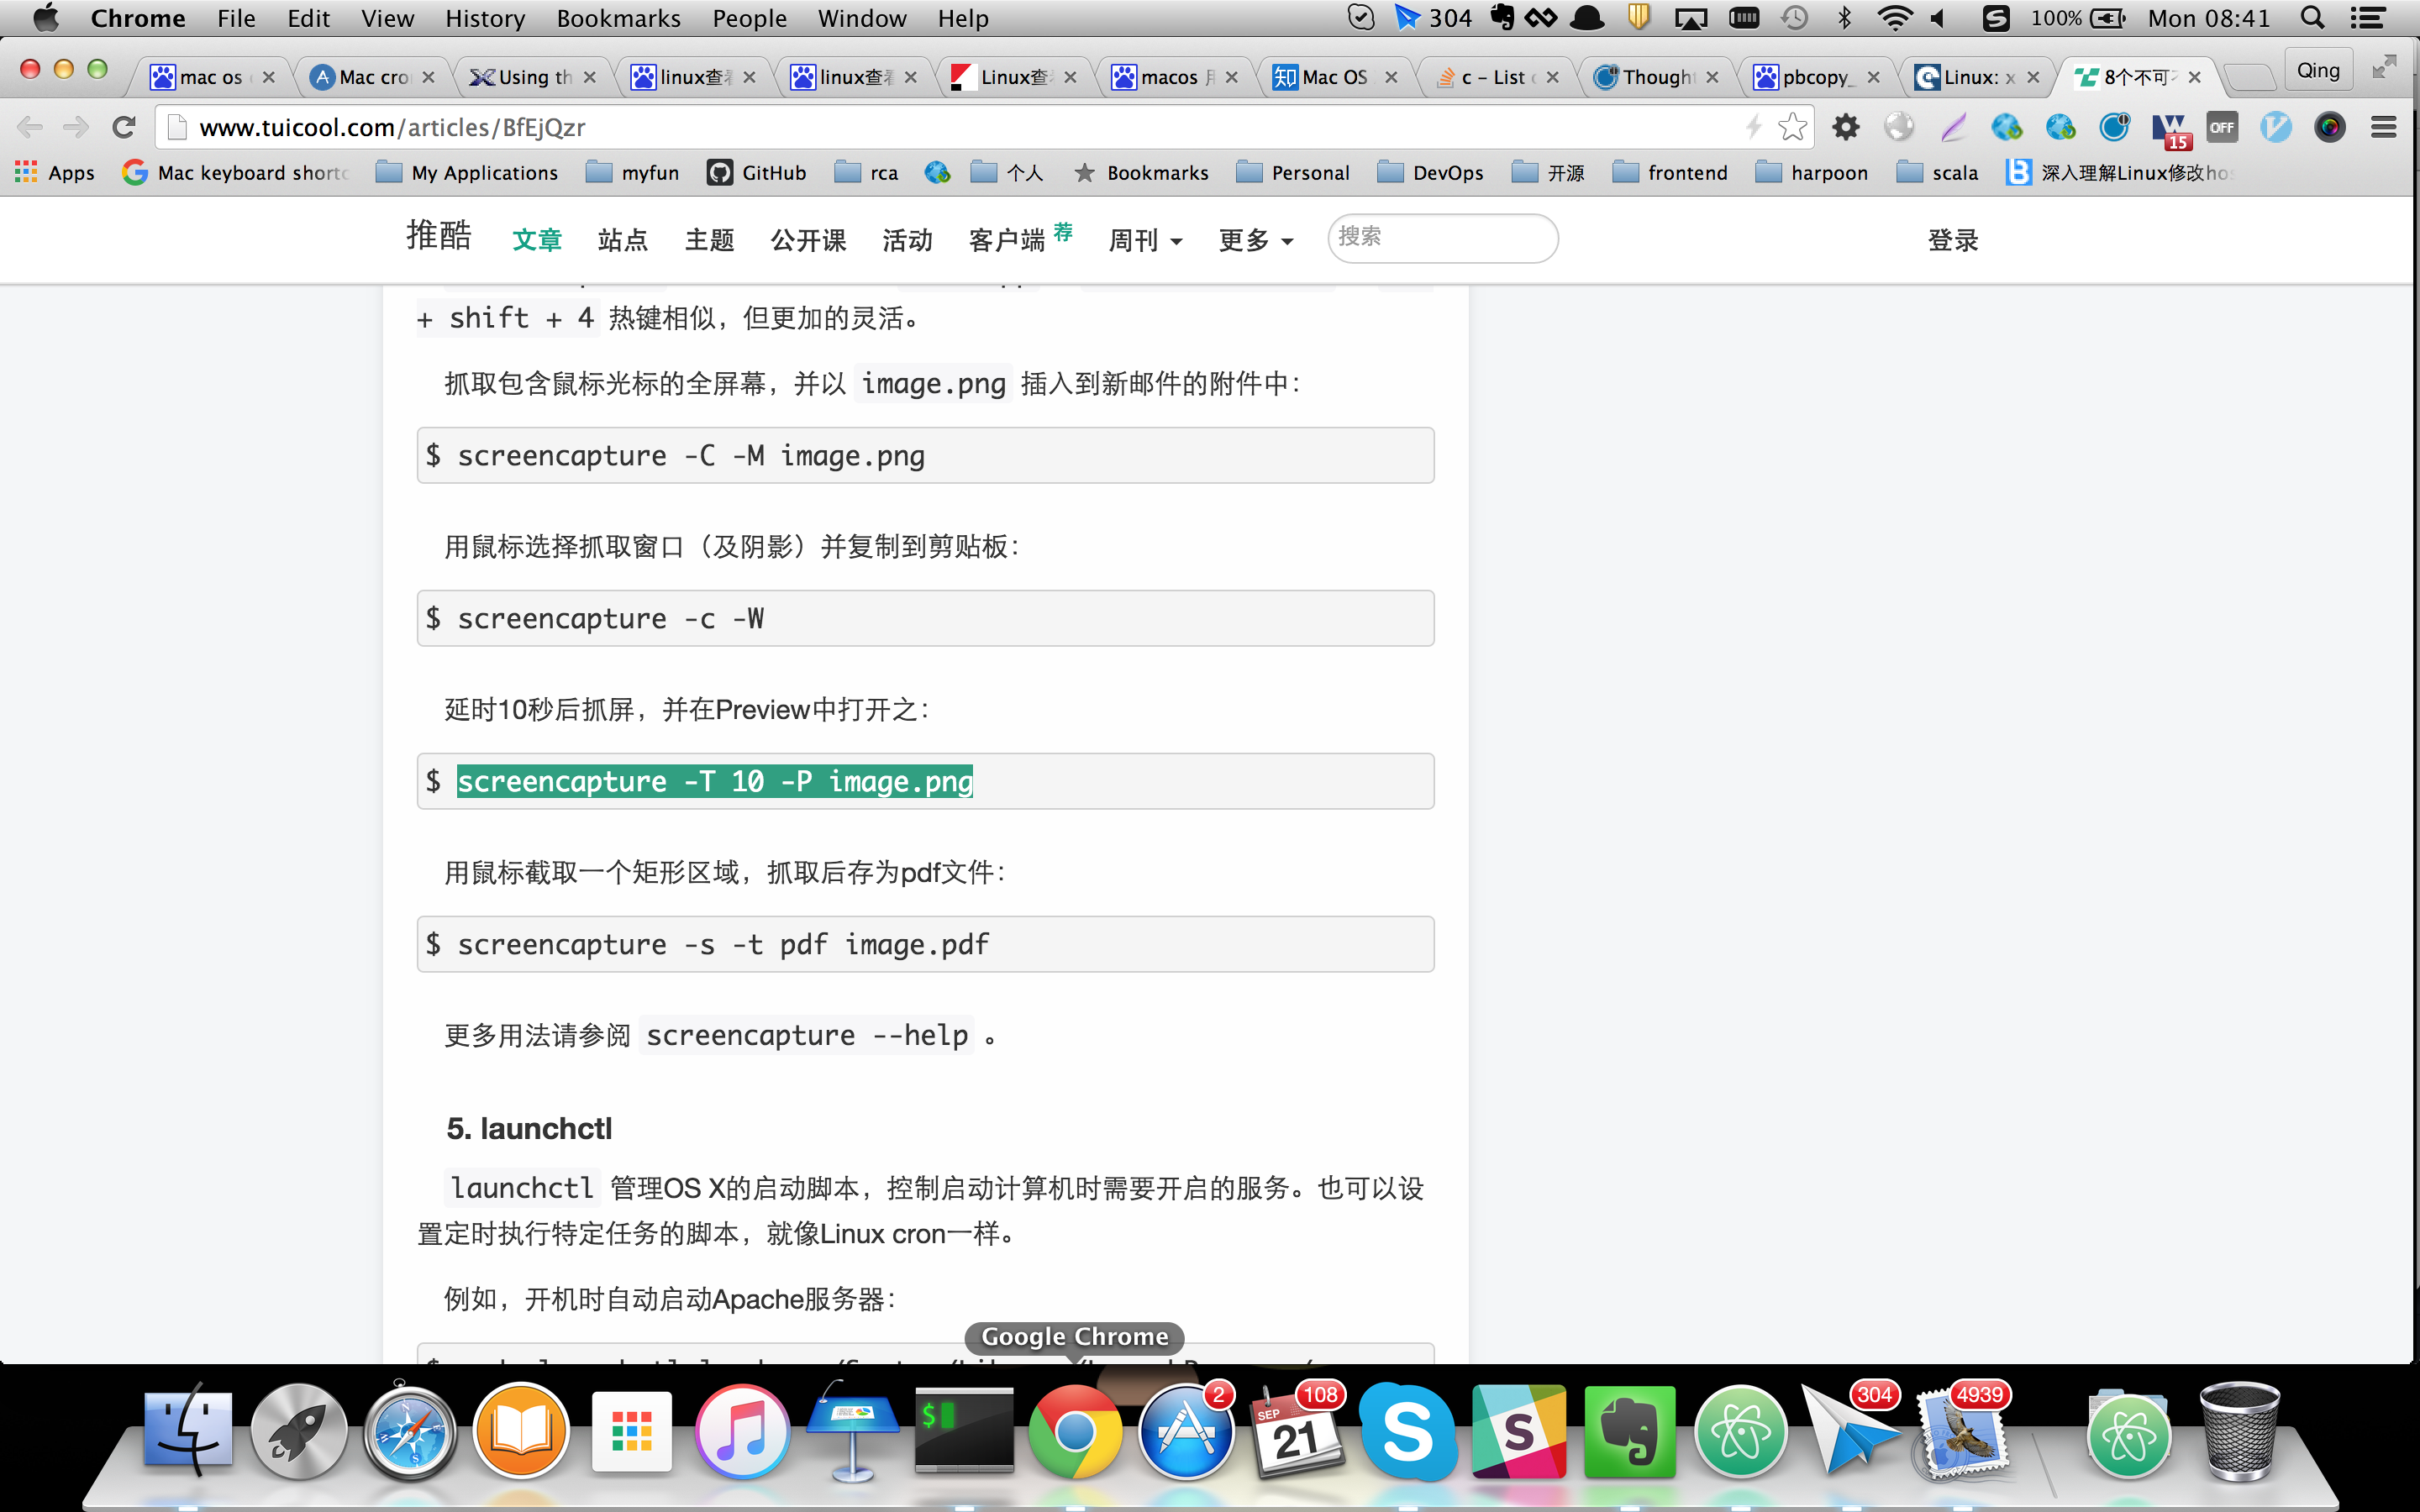 Chrome File Edit View History Bookmarks People Window Help 304 100% Mon 08:41
mac os Mac cro Using th linux查看 linux查看 Linux查 macos 用 Mac OS c - List Thought pbcopy_ Linux: x 8个不可 Qing
www.tuicool.com/articles/BfEjQzr OFF 15
Apps Mac keyboard shortc My Applications myfun GitHub rca 个人 Bookmarks Personal DevOps 开源 frontend harpoon scala 深入理解Linux修改hos
推酷 文章 站点 主题 公开课 活动 客户端 荐 周刊 更多 搜索 登录
+ shift + 4 热键相似，但更加的灵活。
抓取包含鼠标光标的全屏幕，并以 image.png 插入到新邮件的附件中：
$ screencapture -C -M image.png
用鼠标选择抓取窗口（及阴影）并复制到剪贴板：
$ screencapture -c -W
延时10秒后抓屏，并在Preview中打开之：
$ screencapture -T 10 -P image.png
用鼠标截取一个矩形区域，抓取后存为pdf文件：
$ screencapture -s -t pdf image.pdf
更多用法请参阅 screencapture --help 。
5. launchctl
launchctl 管理OS X的启动脚本，控制启动计算机时需要开启的服务。也可以设
置定时执行特定任务的脚本，就像Linux cron一样。
例如，开机时自动启动Apache服务器：
Google Chrome
2 108 304 4939
SEP
21